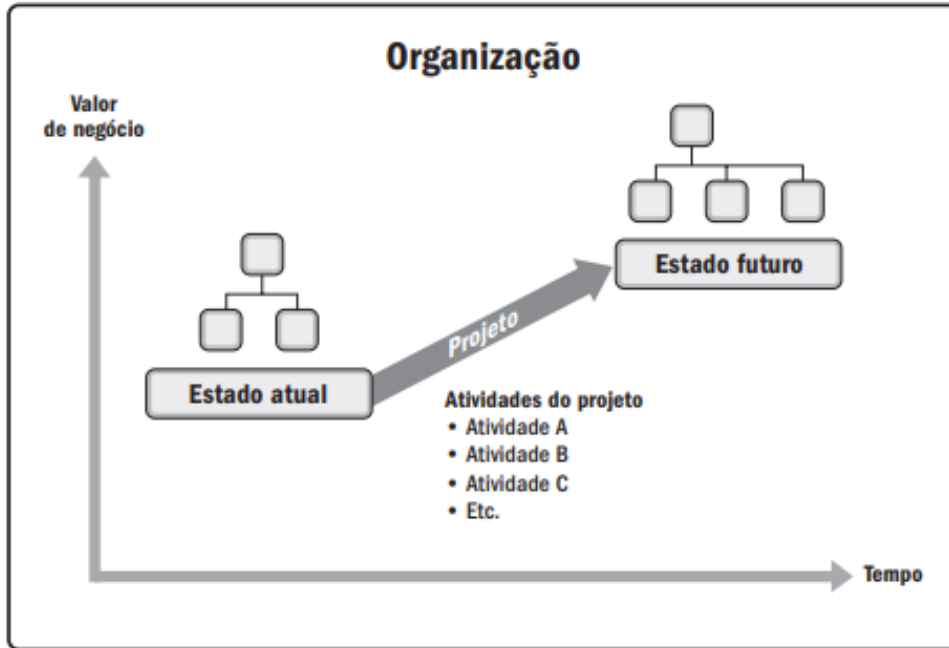 Organização
Valor
de negócio
Estado futuro
Projeto
Estado atual
Atividades do projeto
• Atividade A
• Atividade B
• Atividade C
• Etc.
Tempo